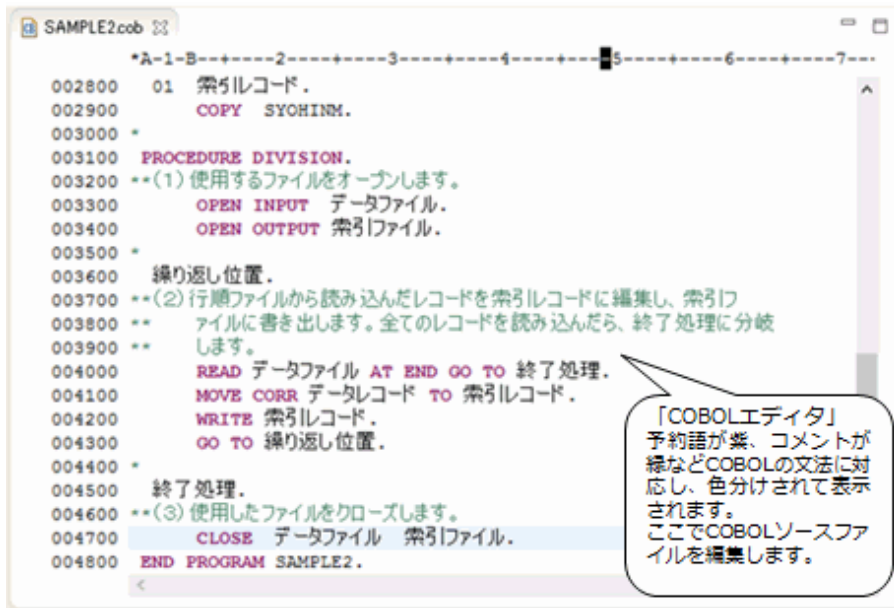 SAMPLE2.cob
*A-1-B--+----2----+----3----+----4----+----5----+----6----+----7---
002800  01  索引レコード.
002900      COPY  SYOHINM.
003000 *
003100 PROCEDURE DIVISION.
003200 **(1) 使用するファイルをオープンします。
003300      OPEN INPUT  データファイル.
003400      OPEN OUTPUT 索引ファイル.
003500 *
003600  繰り返し位置.
003700 **(2) 行順ファイルから読み込んだレコードを索引レコードに編集し、索引フ
003800 **    ァイルに書き出します。全てのレコードを読み込んだら、終了処理に分岐
003900 **    します。
004000      READ データファイル AT END GO TO 終了処理.
004100      MOVE CORR データレコード TO 索引レコード.
004200      WRITE 索引レコード.
004300      GO TO 繰り返し位置.
004400 *
004500  終了処理.
004600 **(3) 使用したファイルをクローズします。
004700      CLOSE  データファイル  索引ファイル.
004800 END PROGRAM SAMPLE2.
「COBOLエディタ」
予約語が紫、コメントが
緑などCOBOLの文法に対
応し、色分けされて表示
されます。
ここでCOBOLソースファ
イルを編集します。